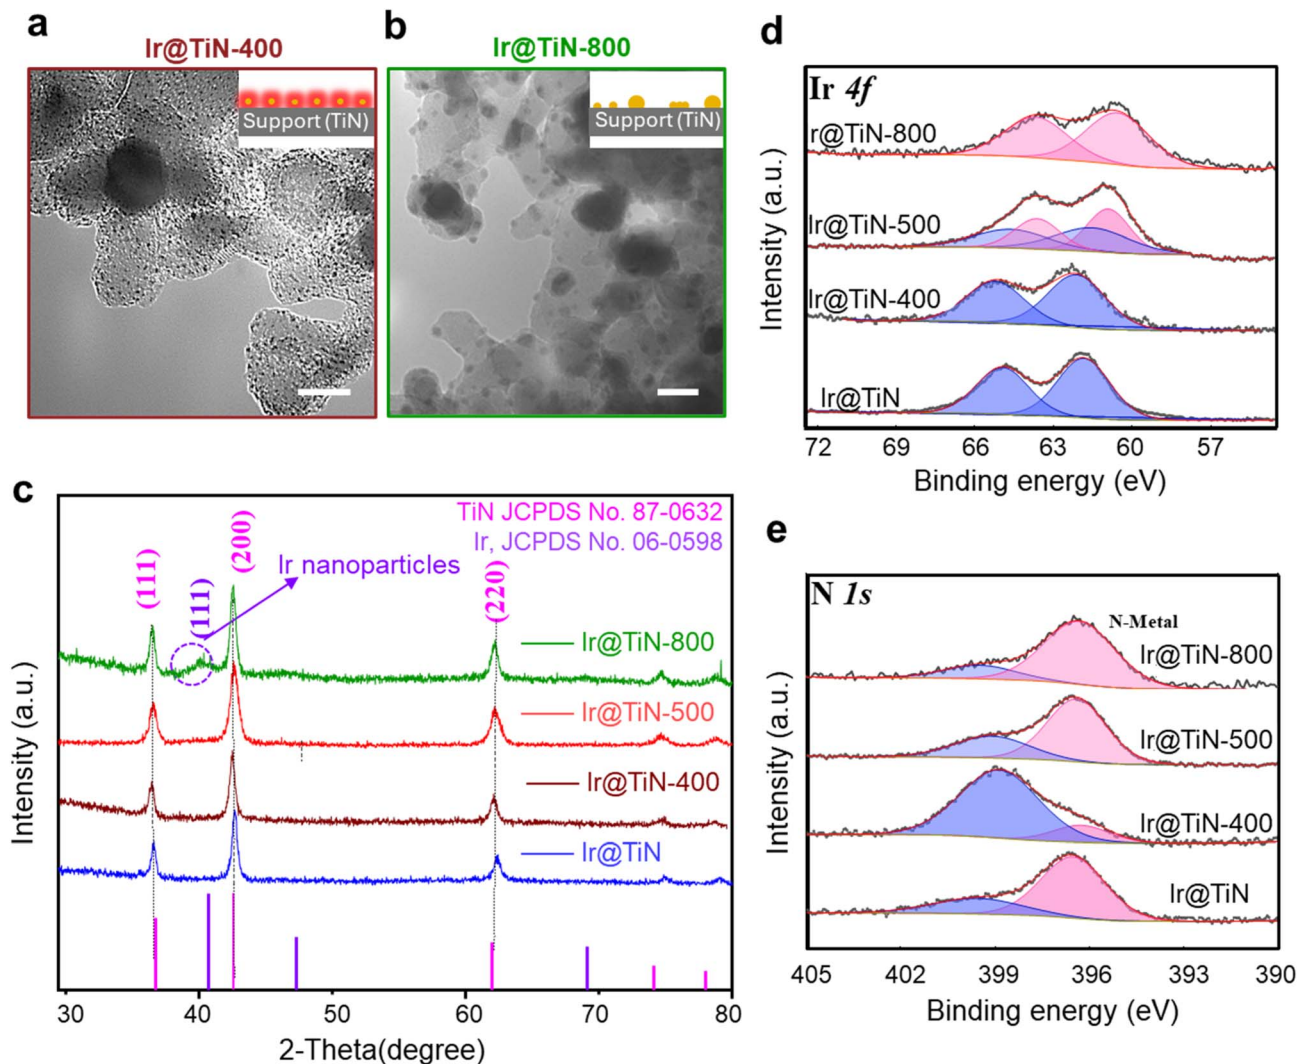 a
Ir@TiN-400
Support (TiN)
b
Ir@TiN-800
Support (TiN)
c
TiN JCPDS No. 87-0632
Ir, JCPDS No. 06-0598
(111)
(111)
(200)
Ir nanoparticles
(220)
Ir@TiN-800
Ir@TiN-500
Ir@TiN-400
Ir@TiN
Intensity (a.u.)
30 40 50 60 70 80
2-Theta(degree)
d
Ir 4f
r@TiN-800
Ir@TiN-500
Ir@TiN-400
Ir@TiN
Intensity (a.u.)
72 69 66 63 60 57
Binding energy (eV)
e
N 1s
N-Metal
Ir@TiN-800
Ir@TiN-500
Ir@TiN-400
Ir@TiN
Intensity (a.u.)
405 402 399 396 393 390
Binding energy (eV)